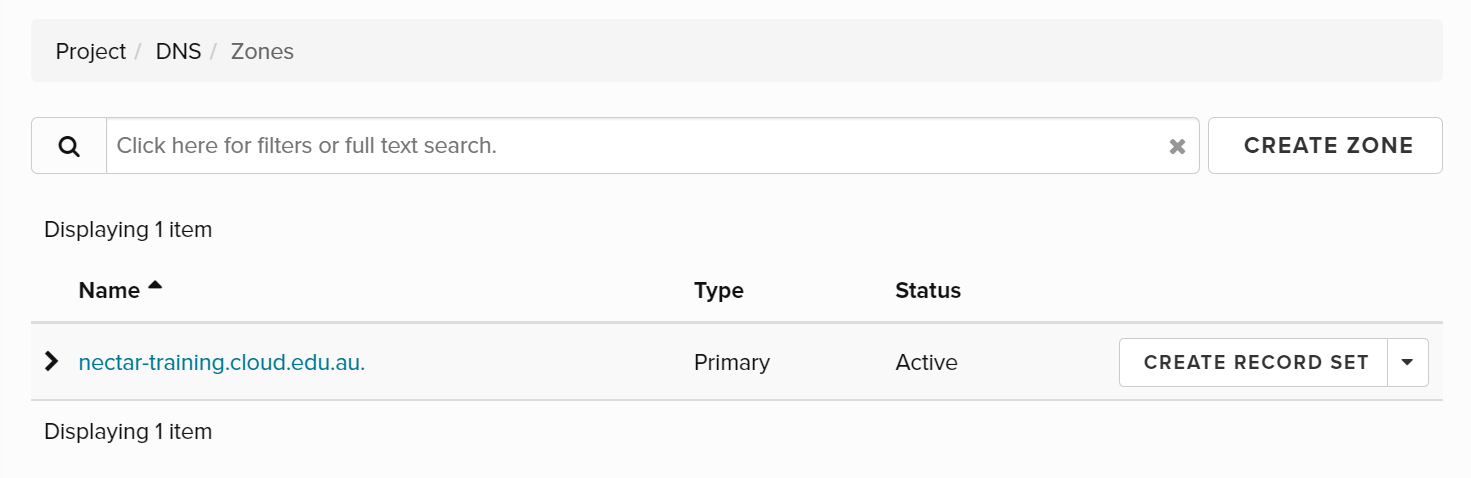 Project / DNS / Zones
Click here for filters or full text search.
CREATE ZONE
Displaying 1 item
Name Type Status
nectar-training.cloud.edu.au. Primary Active CREATE RECORD SET
Displaying 1 item